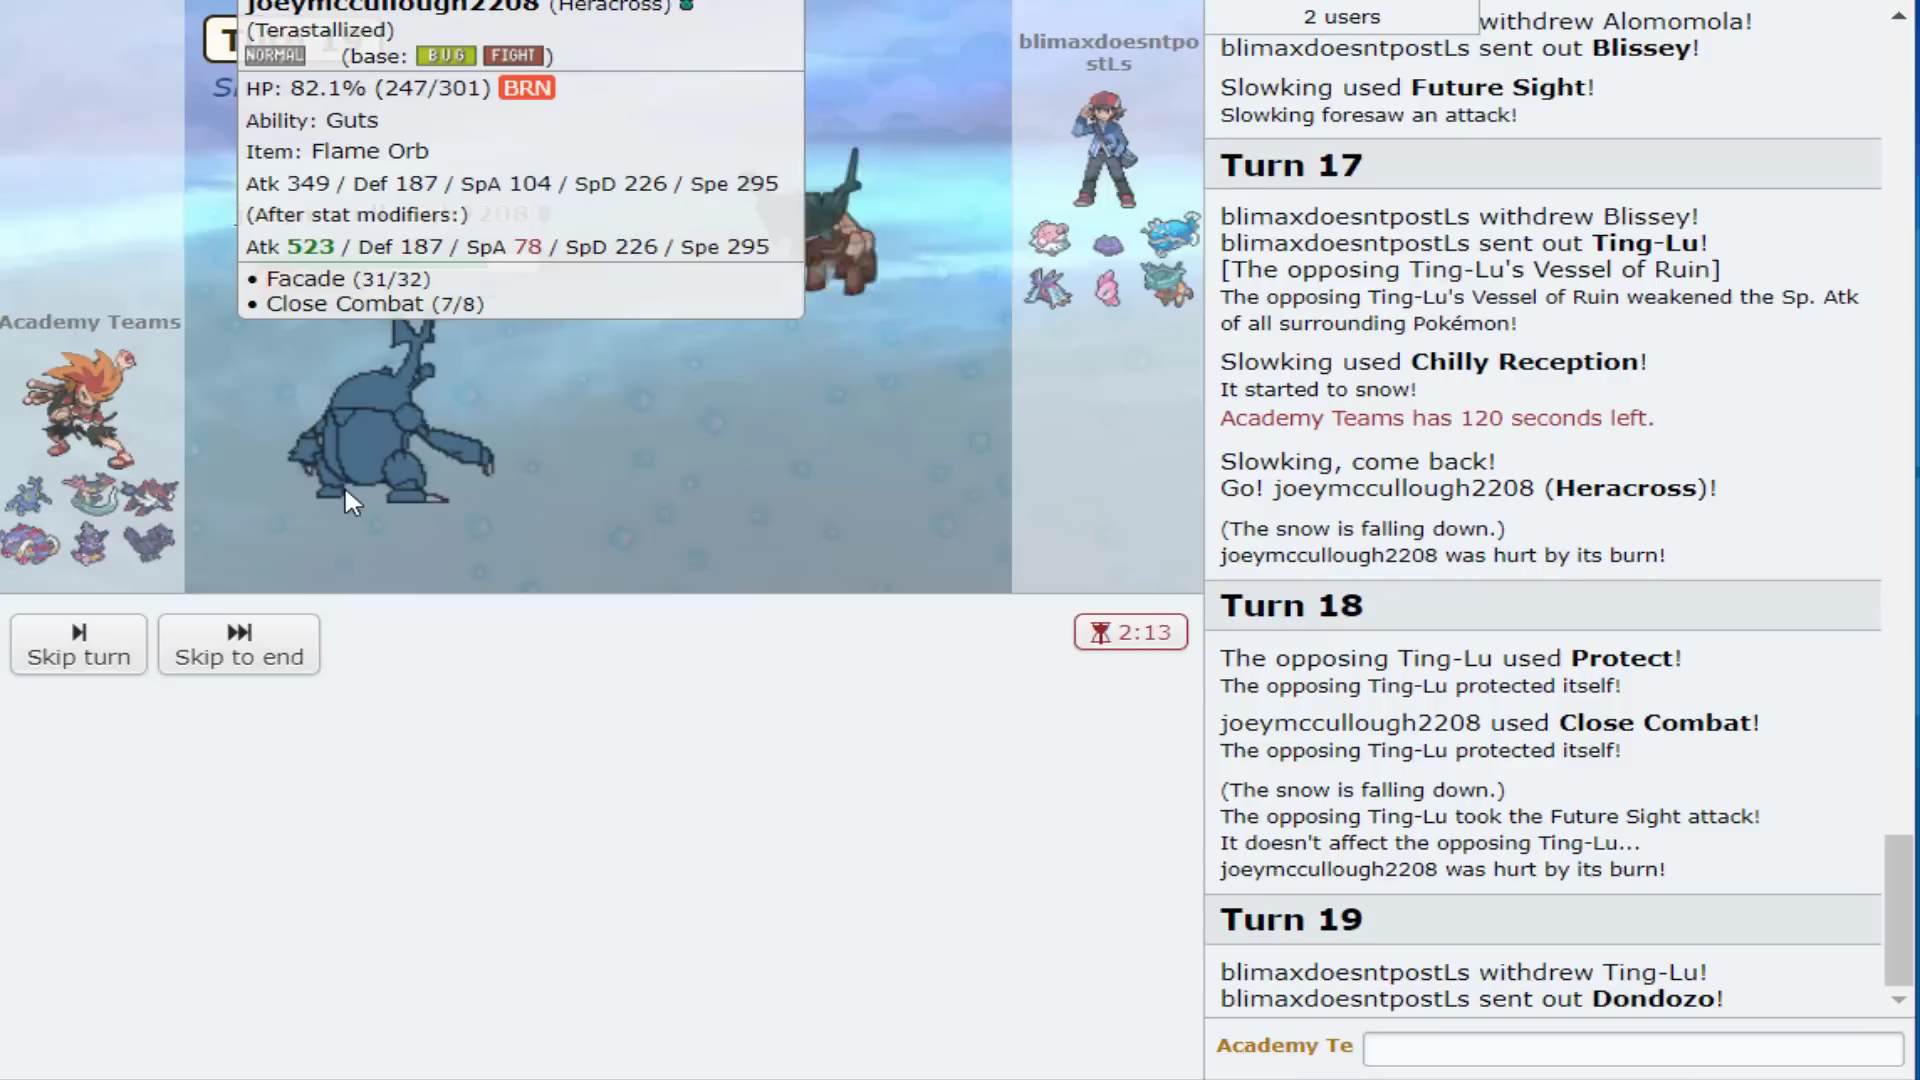 joeymccullough2208 (Heracross)
(Terastallized)
NORMAL (base: BUG FIGHT)
HP: 82.1% (247/301) BRN
Ability: Guts
Item: Flame Orb
Atk 349 / Def 187 / SpA 104 / SpD 226 / Spe 295
(After stat modifiers:)
Atk 523 / Def 187 / SpA 78 / SpD 226 / Spe 295
• Facade (31/32)
• Close Combat (7/8)
Academy Teams
blimaxdoesntpo
stLs
Skip turn
Skip to end
2:13
2 users
withdrew Alomomola!
blimaxdoesntpostLs sent out Blissey!
Slowking used Future Sight!
Slowking foresaw an attack!
Turn 17
blimaxdoesntpostLs withdrew Blissey!
blimaxdoesntpostLs sent out Ting-Lu!
[The opposing Ting-Lu's Vessel of Ruin]
The opposing Ting-Lu's Vessel of Ruin weakened the Sp. Atk
of all surrounding Pokémon!
Slowking used Chilly Reception!
It started to snow!
Academy Teams has 120 seconds left.
Slowking, come back!
Go! joeymccullough2208 (Heracross)!
(The snow is falling down.)
joeymccullough2208 was hurt by its burn!
Turn 18
The opposing Ting-Lu used Protect!
The opposing Ting-Lu protected itself!
joeymccullough2208 used Close Combat!
The opposing Ting-Lu protected itself!
(The snow is falling down.)
The opposing Ting-Lu took the Future Sight attack!
It doesn't affect the opposing Ting-Lu...
joeymccullough2208 was hurt by its burn!
Turn 19
blimaxdoesntpostLs withdrew Ting-Lu!
blimaxdoesntpostLs sent out Dondozo!
Academy Te